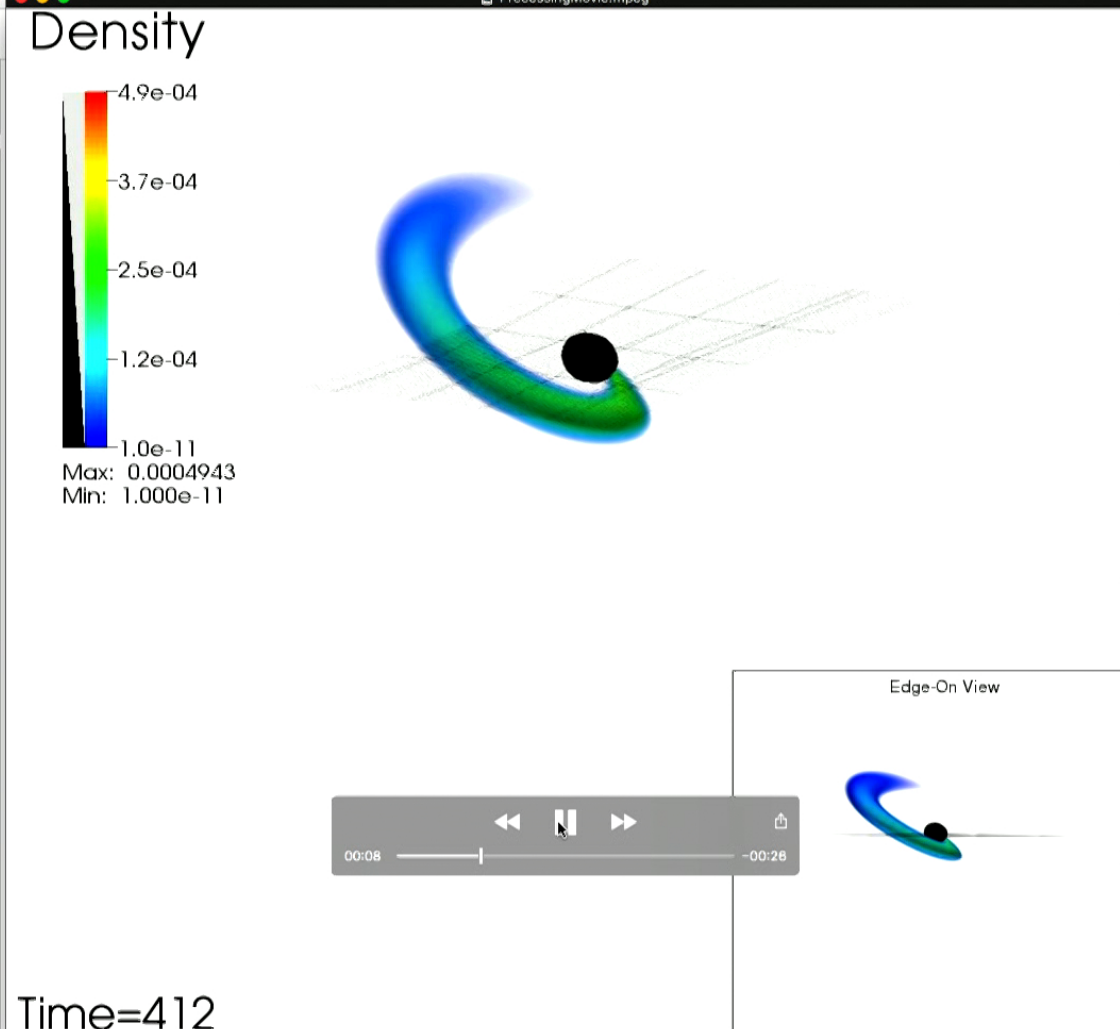 Density
4.9e-04
3.7e-04
2.5e-04
1.2e-04
1.0e-11
Max: 0.0004943
Min: 1.000e-11
Edge-On View
00:08
-00:26
Time=412